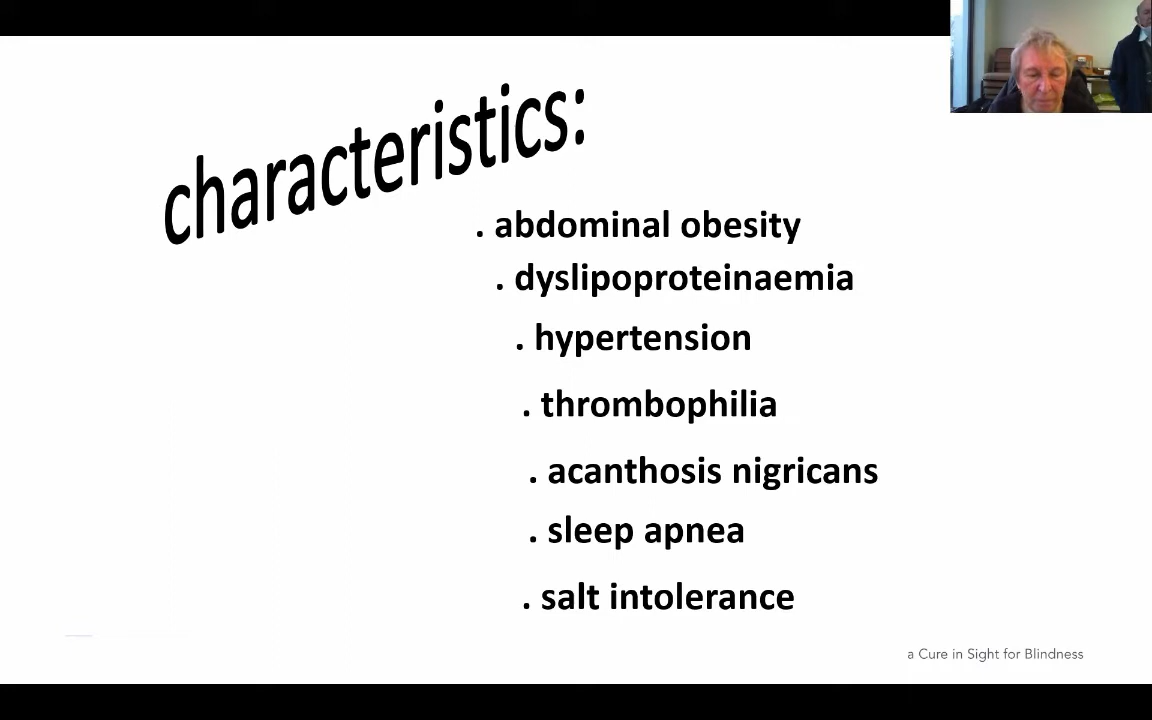 characteristics:
. abdominal obesity
. dyslipoproteinaemia
. hypertension
. thrombophilia
. acanthosis nigricans
. sleep apnea
. salt intolerance
a Cure in Sight for Blindness